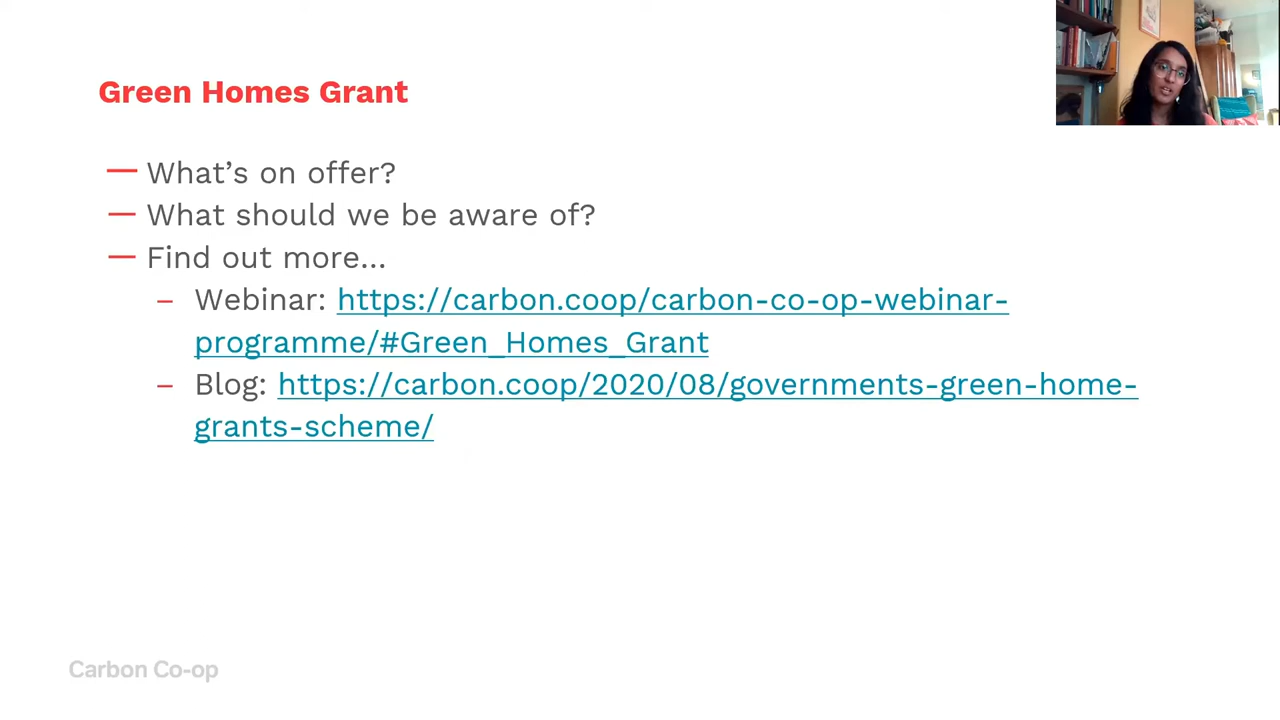 Green Homes Grant
— What's on offer?
— What should we be aware of?
— Find out more...
– Webinar: https://carbon.coop/carbon-co-op-webinar-
programme/#Green_Homes_Grant
– Blog: https://carbon.coop/2020/08/governments-green-home-
grants-scheme/
Carbon Co-op